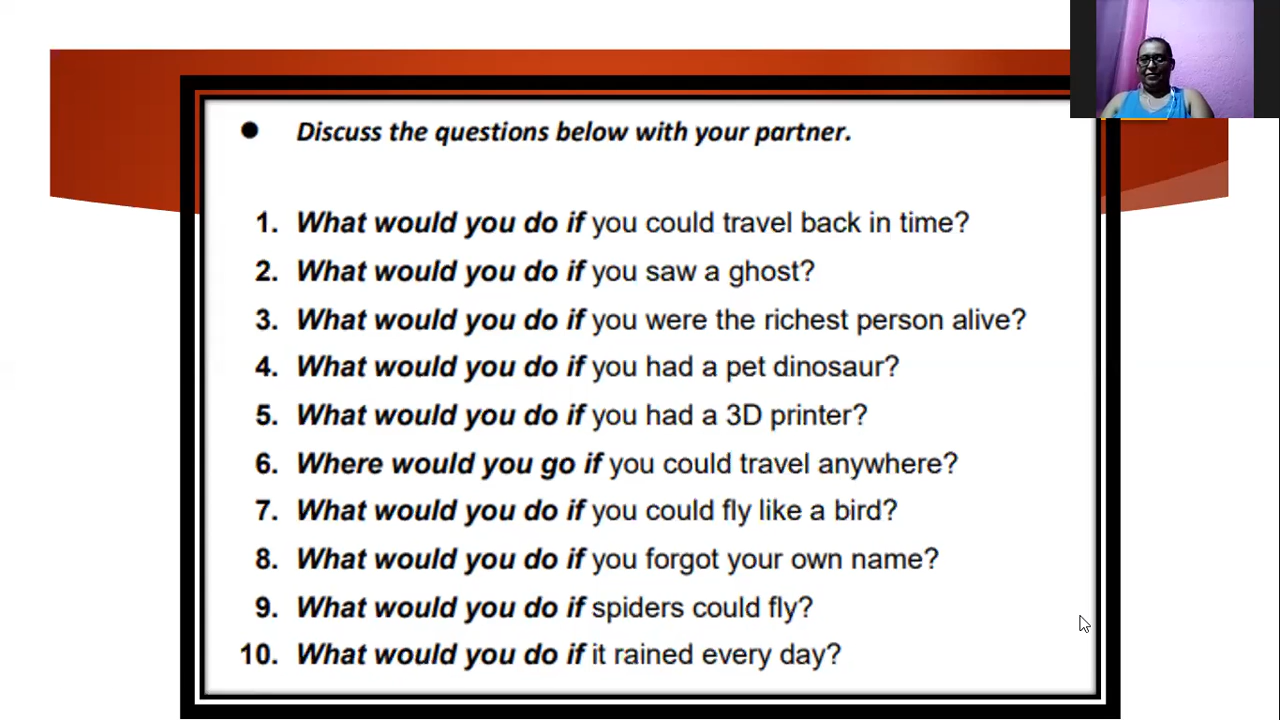 ● Discuss the questions below with your partner.
1. What would you do if you could travel back in time?
2. What would you do if you saw a ghost?
3. What would you do if you were the richest person alive?
4. What would you do if you had a pet dinosaur?
5. What would you do if you had a 3D printer?
6. Where would you go if you could travel anywhere?
7. What would you do if you could fly like a bird?
8. What would you do if you forgot your own name?
9. What would you do if spiders could fly?
10. What would you do if it rained every day?